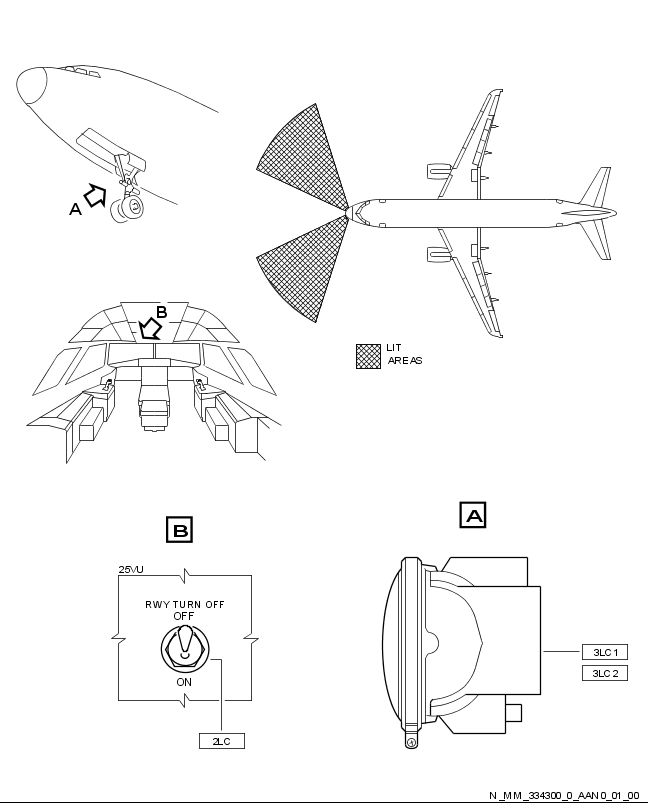 A
B
LIT
AREAS
B
A
25VU
RWY TURN OFF
OFF
ON
2LC
3LC 1
3LC 2
N_MM_334300_0_AAN0_01_00